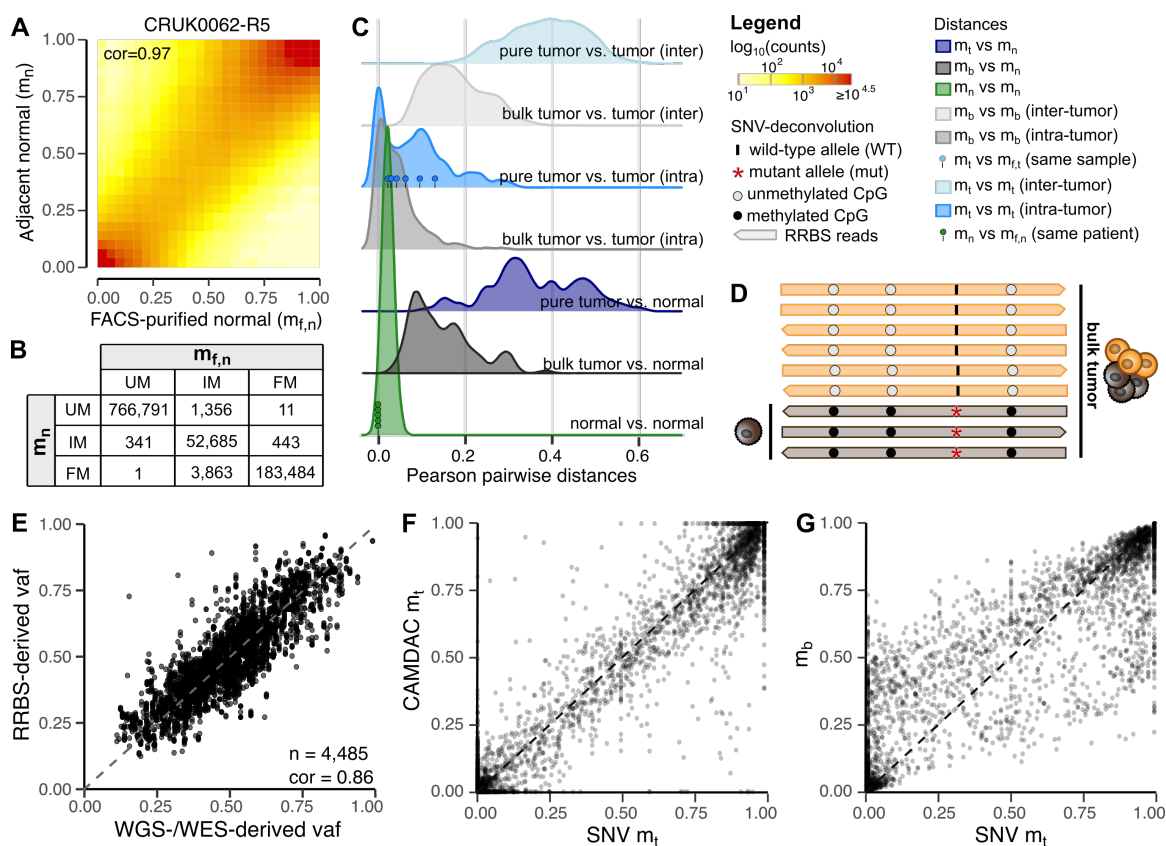 A
CRUK0062-R5
cor=0.97
Adjacent normal (mn)
1.00
0.75
0.50
0.25
0.00
0.00
0.25
0.50
0.75
1.00
FACS-purified normal (mf,n)
B
mf,n
UM
IM
FM
mn
UM
766,791
1,356
11
IM
341
52,685
443
FM
1
3,863
183,484
C
pure tumor vs. tumor (inter)
bulk tumor vs. tumor (inter)
pure tumor vs. tumor (intra)
bulk tumor vs. tumor (intra)
pure tumor vs. normal
bulk tumor vs. normal
normal vs. normal
0.0
0.2
0.4
0.6
Pearson pairwise distances
Legend
log10(counts)
10^2
10^4
10^1
10^3
≥10^4.5
SNV-deconvolution
wild-type allele (WT)
mutant allele (mut)
unmethylated CpG
methylated CpG
RRBS reads
Distances
mt vs mn
mb vs mn
mn vs mn
mb vs mb (inter-tumor)
mb vs mb (intra-tumor)
mt vs mf,t (same sample)
mt vs mt (inter-tumor)
mt vs mt (intra-tumor)
mn vs mf,n (same patient)
D
bulk tumor
E
RRBS-derived vaf
1.00
0.75
0.50
0.25
0.00
n = 4,485
cor = 0.86
0.00
0.25
0.50
0.75
1.00
WGS-/WES-derived vaf
F
CAMDAC mt
1.00
0.75
0.50
0.25
0.00
0.00
0.25
0.50
0.75
1.00
SNV mt
G
mb
1.00
0.75
0.50
0.25
0.00
0.00
0.25
0.50
0.75
1.00
SNV mt